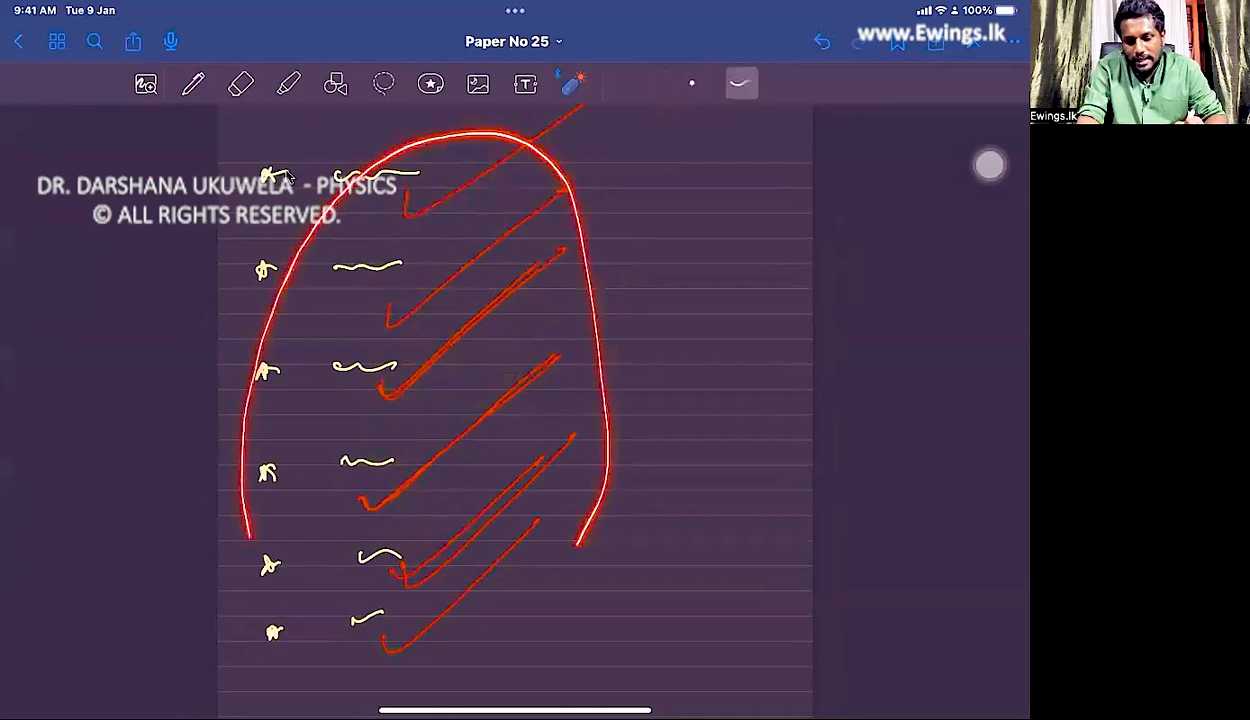 9:41 AM Tue 9 Jan
100%
www.Ewings.lk
Paper No 25
T
Ewings.lk
DR. DARSHANA UKUWELA - PHYSICS
© ALL RIGHTS RESERVED.